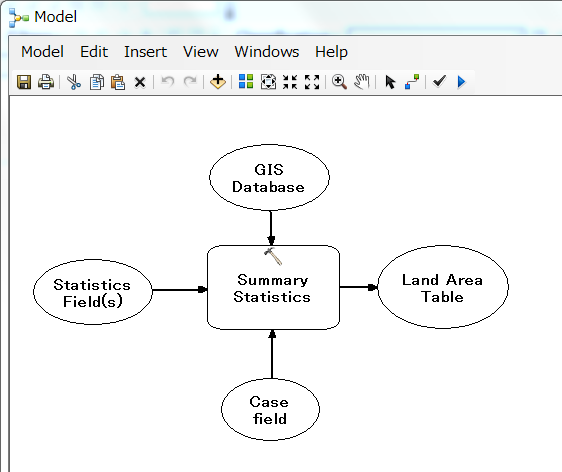 Model
Model Edit Insert View Windows Help
GIS
Database
Statistics
Field(s)
Summary
Statistics
Land Area
Table
Case
field